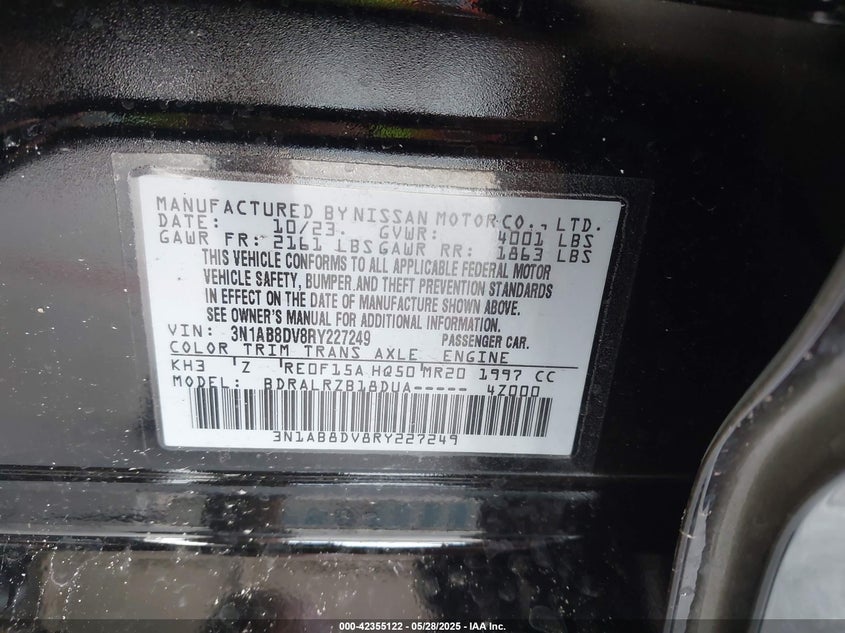 MANUFACTURED BY NISSAN MOTOR CO., LTD.
DATE: 10/23. GVWR: 4001 LBS
GAWR FR: 2161 LBS GAWR RR: 1863 LBS
THIS VEHICLE CONFORMS TO ALL APPLICABLE FEDERAL MOTOR
VEHICLE SAFETY, BUMPER, AND THEFT PREVENTION STANDARDS
IN EFFECT ON THE DATE OF MANUFACTURE SHOWN ABOVE.
SEE OWNER'S MANUAL FOR ADDITIONAL INFORMATION.
VIN: 3N1AB8DV8RY227249 PASSENGER CAR.
COLOR TRIM TRANS AXLE ENGINE
KH3 Z RE0F15A HQ50 MR20 1997 CC
MODEL: BDRALRZB18DUA----- 4Z000
3N1AB8DV8RY227249
000-42355122 - 05/28/2025 - IAA Inc.